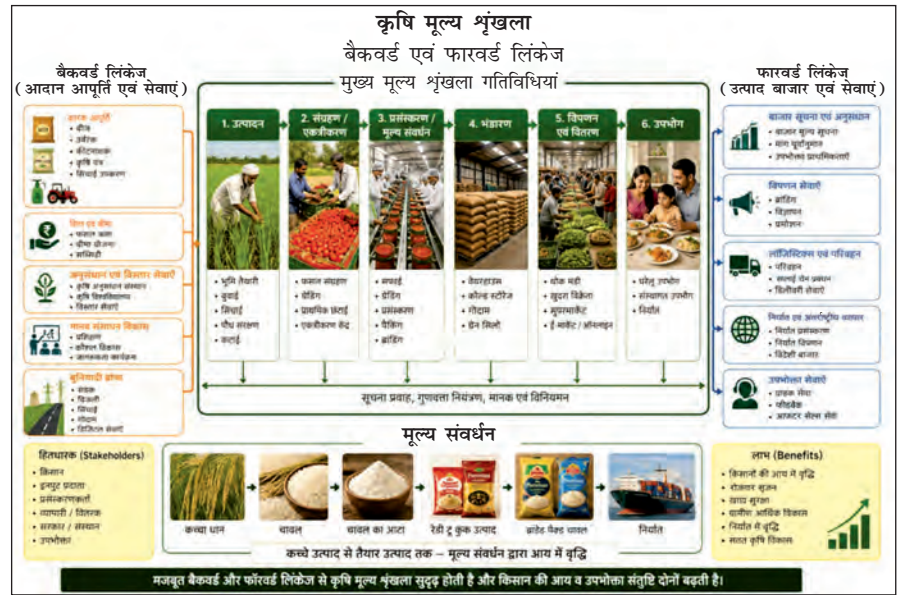 कृषि मूल्य शृंखला
बैकवर्ड एवं फारवर्ड लिंकेज
मुख्य मूल्य शृंखला गतिविधियां
बैकवर्ड लिंकेज
(आदान आपूर्ति एवं सेवाएं)
आपूर्ति
• बीज
• उर्वरक
• कीटनाशक
• कृषि यंत्र
• सिंचाई उपकरण
वित्त एवं बीमा
• फसल ऋण
• बीमा योजना
• सब्सिडी
अनुसंधान एवं विस्तार सेवाएँ
• कृषि अनुसंधान संस्थान
• कृषि विश्वविद्यालय
• विस्तार सेवाएं
मानव संसाधन विकास
• प्रशिक्षण
• कौशल विकास
• जागरूकता कार्यक्रम
बुनियादी ढांचा
• सड़क
• बिजली
• सिंचाई
• गोदाम
• डिजिटल सेवाएं
1. उत्पादन
• भूमि तैयारी
• बुवाई
• सिंचाई
• पौध संरक्षण
• कटाई
2. संग्रहण /
एकत्रीकरण
• फसल संग्रहण
• ग्रेडिंग
• प्राथमिक छंटाई
• एकत्रीकरण केंद्र
3. प्रसंस्करण /
मूल्य संवर्धन
• सफाई
• ग्रेडिंग
• प्रसंस्करण
• पैकिंग
• ब्रांडिंग
4. भंडारण
• वेयरहाउस
• कोल्ड स्टोरेज
• गोदाम
• ग्रेन सिलो
5. विपणन
एवं वितरण
• थोक मंडी
• खुदरा विक्रेता
• सुपरमार्केट
• ई-मार्केट / ऑनलाइन
6. उपभोग
• घरेलू उपभोग
• संस्थागत उपभोग
• निर्यात
सूचना प्रवाह, गुणवत्ता नियंत्रण, मानक एवं विनियमन
फारवर्ड लिंकेज
(उत्पाद बाजार एवं सेवाएं)
बाजार सूचना एवं अनुसंधान
• बाजार मूल्य सूचना
• मांग पूर्वानुमान
• उपभोक्ता प्राथमिकताएँ
विपणन सेवाएँ
• ब्रांडिंग
• विज्ञापन
• प्रमोशन
लॉजिस्टिक्स एवं परिवहन
• परिवहन
• सप्लाई चेन प्रबंधन
• डिलीवरी सेवाएँ
निर्यात एवं अंतर्राष्ट्रीय व्यापार
• निर्यात प्रसंस्करण
• निर्यात विपणन
• विदेशी बाजार
उपभोक्ता सेवाएँ
• ग्राहक सेवा
• फीडबैक
• आफ्टर सेल्स सेवा
मूल्य संवर्धन
हितधारक (Stakeholders)
• किसान
• इनपुट प्रदाता
• प्रसंस्करणकर्ता
• व्यापारी / वितरक
• सरकार / संस्थान
• उपभोक्ता
कच्चा धान
चावल
चावल का आटा
रेडी टू कुक उत्पाद
ब्रांडेड पैक्ड चावल
निर्यात
कच्चे उत्पाद से तैयार उत्पाद तक – मूल्य संवर्धन द्वारा आय में वृद्धि
लाभ (Benefits)
• किसानों की आय में वृद्धि
• रोजगार सृजन
• खाद्य सुरक्षा
• ग्रामीण आर्थिक विकास
• निर्यात में वृद्धि
• सतत कृषि विकास
मजबूत बैकवर्ड और फॉरवर्ड लिंकेज से कृषि मूल्य शृंखला सुदृढ़ होती है और किसान की आय व उपभोक्ता संतुष्टि दोनों बढ़ती है।